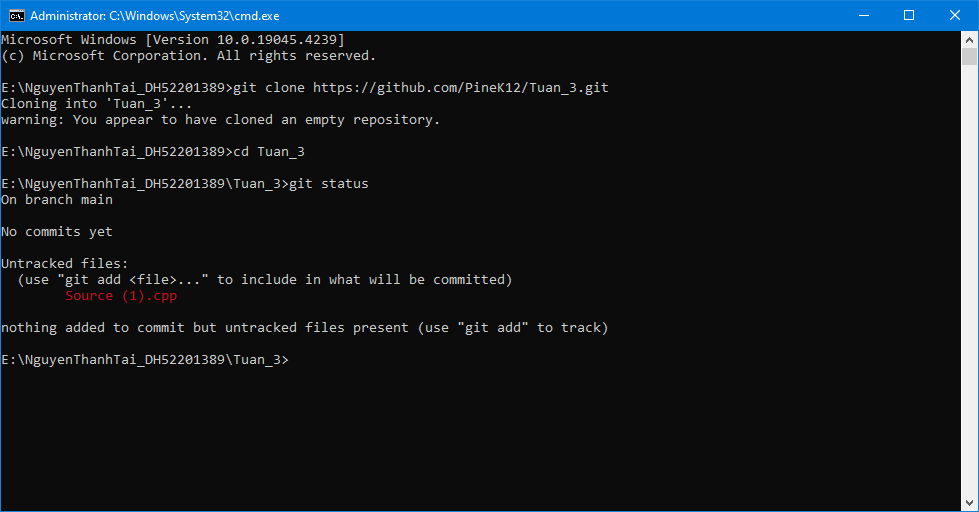 Administrator: C:\Windows\System32\cmd.exe
Microsoft Windows [Version 10.0.19045.4239]
(c) Microsoft Corporation. All rights reserved.
E:\NguyenThanhTai_DH52201389>git clone https://github.com/PineK12/Tuan_3.git
Cloning into 'Tuan_3'...
warning: You appear to have cloned an empty repository.
E:\NguyenThanhTai_DH52201389>cd Tuan_3
E:\NguyenThanhTai_DH52201389\Tuan_3>git status
On branch main
No commits yet
Untracked files:
  (use "git add <file>..." to include in what will be committed)
        Source (1).cpp
nothing added to commit but untracked files present (use "git add" to track)
E:\NguyenThanhTai_DH52201389\Tuan_3>